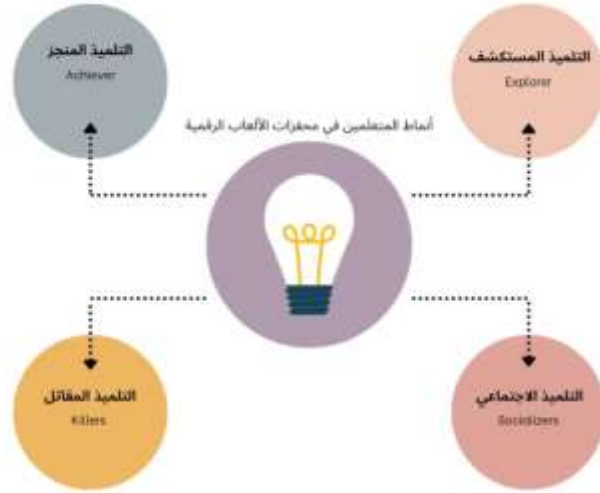 التلميذ المستكشف
Explorer
التلميذ المنجز
Achiever
أنماط المتعلمين في محفزات الألعاب الرقمية
التلميذ الاجتماعي
Socializers
التلميذ المقاتل
Killers